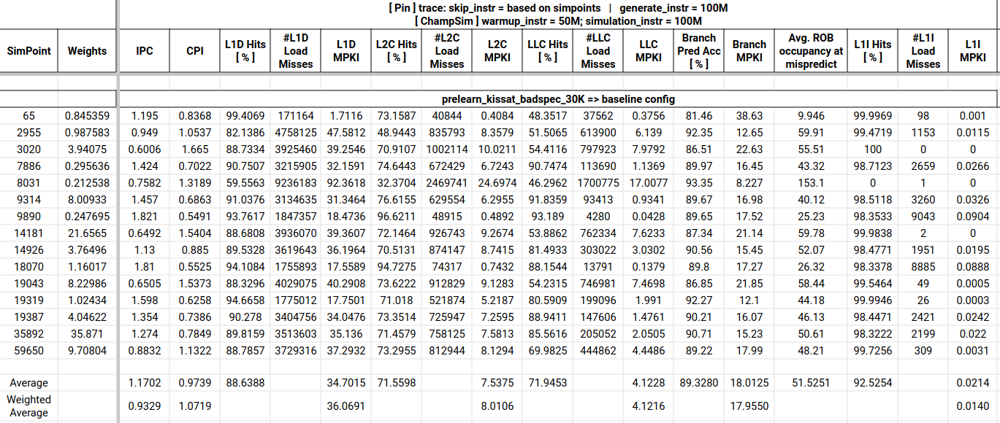 [ Pin ] trace: skip_instr = based on simpoints | generate_instr = 100M
[ ChampSim ] warmup_instr = 50M; simulation_instr = 100M
SimPoint Weights IPC CPI L1D Hits [ % ] #L1D Load Misses L1D MPKI L2C Hits [ % ] #L2C Load Misses L2C MPKI LLC Hits [ % ] #LLC Load Misses LLC MPKI Branch Pred Acc [ % ] Branch MPKI Avg. ROB occupancy at mispredict L1I Hits [ % ] #L1I Load Misses L1I MPKI
prelearn_kissat_badspec_30K => baseline config
65 0.845359 1.195 0.8368 99.4069 171164 1.7116 73.1587 40844 0.4084 48.3517 37562 0.3756 81.46 38.63 9.946 99.9969 98 0.001
2955 0.987583 0.949 1.0537 82.1386 4758125 47.5812 48.9443 835793 8.3579 51.5065 613900 6.139 92.35 12.65 59.91 99.4719 1153 0.0115
3020 3.94075 0.6006 1.665 88.7334 3925460 39.2546 70.9107 1002114 10.0211 54.4116 797923 7.9792 86.51 22.63 55.51 100 0 0
7886 0.295636 1.424 0.7022 90.7507 3215905 32.1591 74.6443 672429 6.7243 90.7474 113690 1.1369 89.97 16.45 43.32 98.7123 2659 0.0266
8031 0.212538 0.7582 1.3189 59.5563 9236183 92.3618 32.3704 2469741 24.6974 46.2962 1700775 17.0077 93.35 8.227 153.1 0 1 0
9314 8.00933 1.457 0.6863 91.0376 3134635 31.3464 76.6155 629554 6.2955 91.8359 93413 0.9341 89.67 16.98 40.12 98.5118 3260 0.0326
9890 0.247695 1.821 0.5491 93.7617 1847357 18.4736 96.6211 48915 0.4892 93.189 4280 0.0428 89.65 17.52 25.23 98.3533 9043 0.0904
14181 21.6565 0.6492 1.5404 88.6808 3936070 39.3607 72.1464 926743 9.2674 53.8862 762334 7.6233 87.34 21.14 59.78 99.9838 2 0
14926 3.76496 1.13 0.885 89.5328 3619643 36.1964 70.5131 874147 8.7415 81.4933 303022 3.0302 90.56 15.45 52.07 98.4771 1951 0.0195
18070 1.16017 1.81 0.5525 94.1084 1755893 17.5589 94.7275 74317 0.7432 88.1544 13791 0.1379 89.8 17.27 26.32 98.3378 8885 0.0888
19043 8.22986 0.6505 1.5373 88.3296 4029075 40.2908 73.6222 912829 9.1283 54.2315 746981 7.4698 86.85 21.85 58.44 99.5464 49 0.0005
19319 1.02434 1.598 0.6258 94.6658 1775012 17.7501 71.018 521874 5.2187 80.5909 199096 1.991 92.27 12.1 44.18 99.9946 26 0.0003
19387 4.04622 1.354 0.7386 90.278 3404756 34.0476 73.3514 725947 7.2595 88.9411 147606 1.4761 90.21 16.07 46.13 98.4471 2421 0.0242
35892 35.871 1.274 0.7849 89.8159 3513603 35.136 71.4579 758125 7.5813 85.5616 205052 2.0505 90.71 15.23 50.61 98.3222 2199 0.022
59650 9.70804 0.8832 1.1322 88.7857 3729316 37.2932 73.2955 812944 8.1294 69.9825 444862 4.4486 89.22 17.99 48.21 99.7256 309 0.0031
Average 1.1702 0.9739 88.6388 34.7015 71.5598 7.5375 71.9453 4.1228 89.3280 18.0125 51.5251 92.5254 0.0214
Weighted Average 0.9329 1.0719 36.0691 8.0106 4.1216 17.9550 0.0140